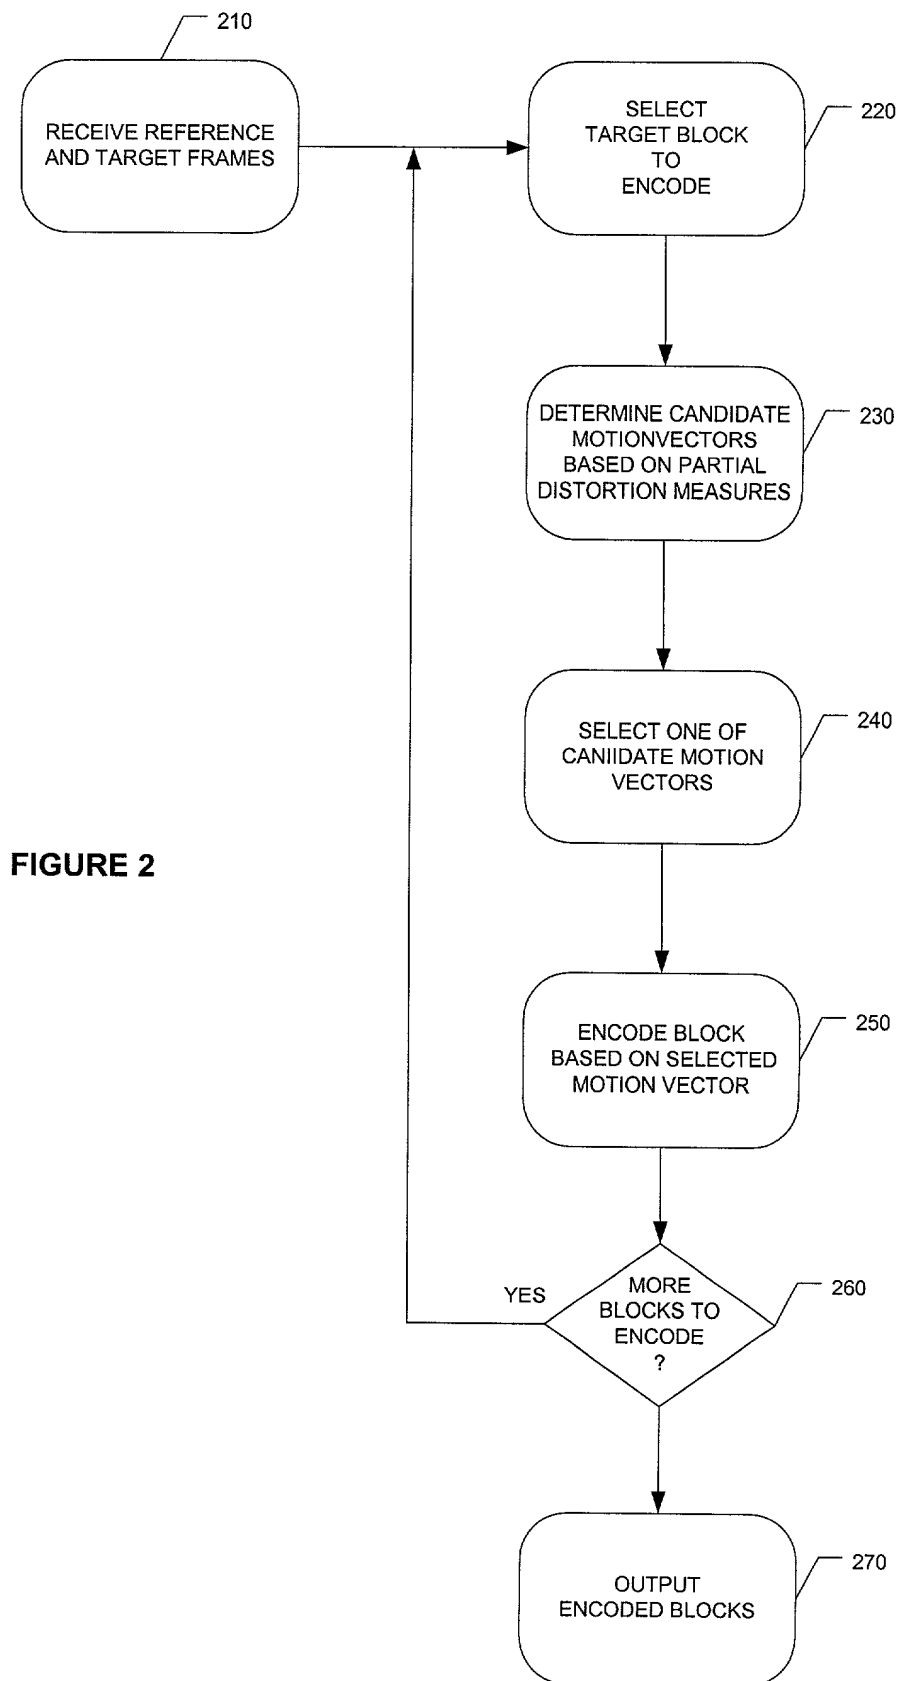 210
RECEIVE REFERENCE
AND TARGET FRAMES
SELECT
TARGET BLOCK
TO
ENCODE
220
DETERMINE CANDIDATE
MOTIONVECTORS
BASED ON PARTIAL
DISTORTION MEASURES
230
SELECT ONE OF
CANIIDATE MOTION
VECTORS
240
FIGURE 2
ENCODE BLOCK
BASED ON SELECTED
MOTION VECTOR
250
YES
MORE
BLOCKS TO
ENCODE
?
260
OUTPUT
ENCODED BLOCKS
270